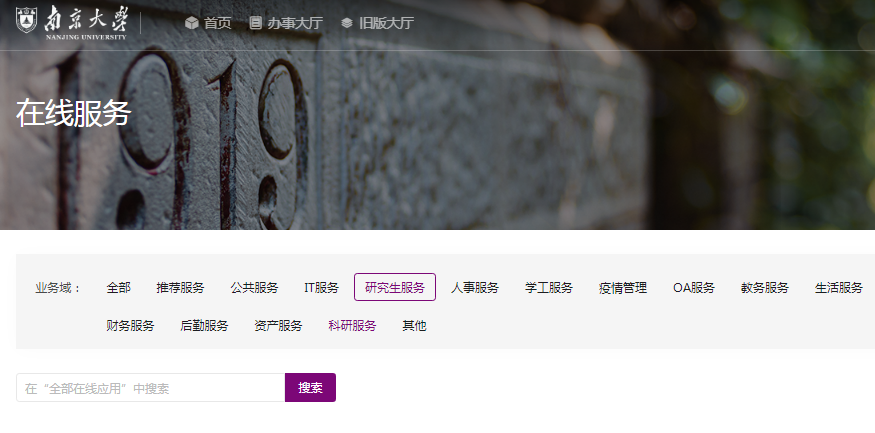 南京大学
NANJING UNIVERSITY
首页 办事大厅 旧版大厅
1919
在线服务
业务域： 全部 推荐服务 公共服务 IT服务 研究生服务 人事服务 学工服务 疫情管理 OA服务 教务服务 生活服务
财务服务 后勤服务 资产服务 科研服务 其他
在“全部在线应用”中搜索 搜索